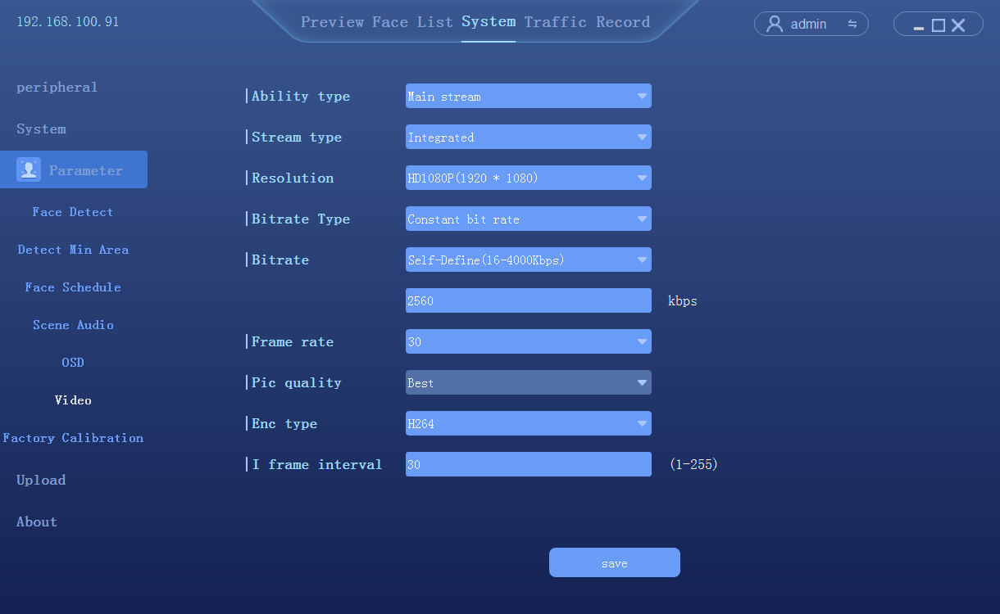 192.168.100.91
Preview Face List System Traffic Record
admin
peripheral
System
Parameter
Face Detect
Detect Min Area
Face Schedule
Scene Audio
OSD
Video
Factory Calibration
Upload
About
Ability type Main stream
Stream type Integrated
Resolution HD1080P(1920 * 1080)
Bitrate Type Constant bit rate
Bitrate Self-Define(16-4000Kbps)
2560 kbps
Frame rate 30
Pic quality Best
Enc type H264
I frame interval 30 (1-255)
save